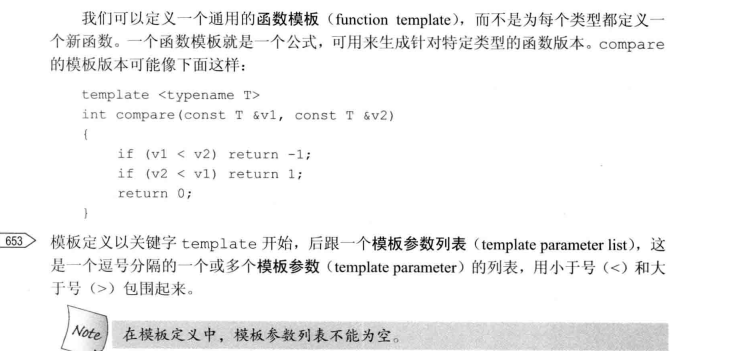 我们可以定义一个通用的函数模板（function template），而不是为每个类型都定义一
个新函数。一个函数模板就是一个公式，可用来生成针对特定类型的函数版本。compare
的模板版本可能像下面这样：
template <typename T>
int compare(const T &v1, const T &v2)
{
    if (v1 < v2) return -1;
    if (v2 < v1) return 1;
    return 0;
}
653
模板定义以关键字 template 开始，后跟一个模板参数列表（template parameter list），这
是一个逗号分隔的一个或多个模板参数（template parameter）的列表，用小于号（<）和大
于号（>）包围起来。
Note 在模板定义中，模板参数列表不能为空。